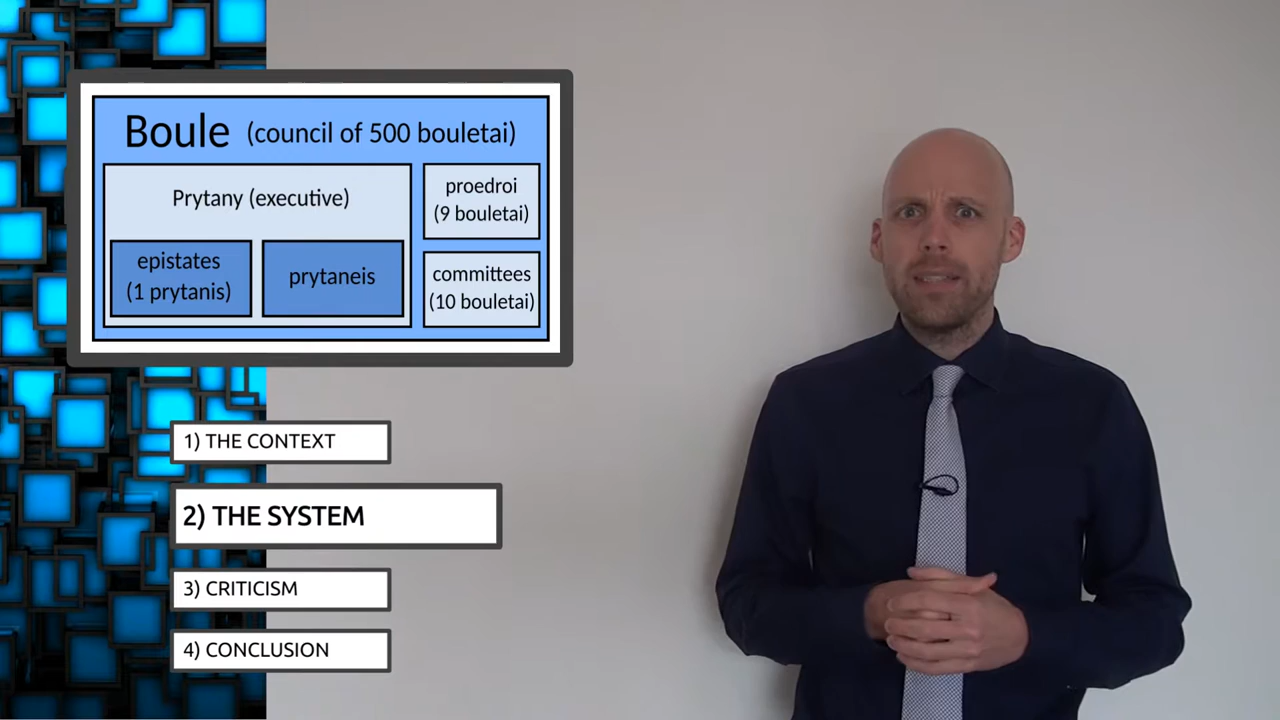 Boule (council of 500 bouletai)
Prytany (executive)
epistates
(1 prytanis)
prytaneis
proedroi
(9 bouletai)
committees
(10 bouletai)
1) THE CONTEXT
2) THE SYSTEM
3) CRITICISM
4) CONCLUSION